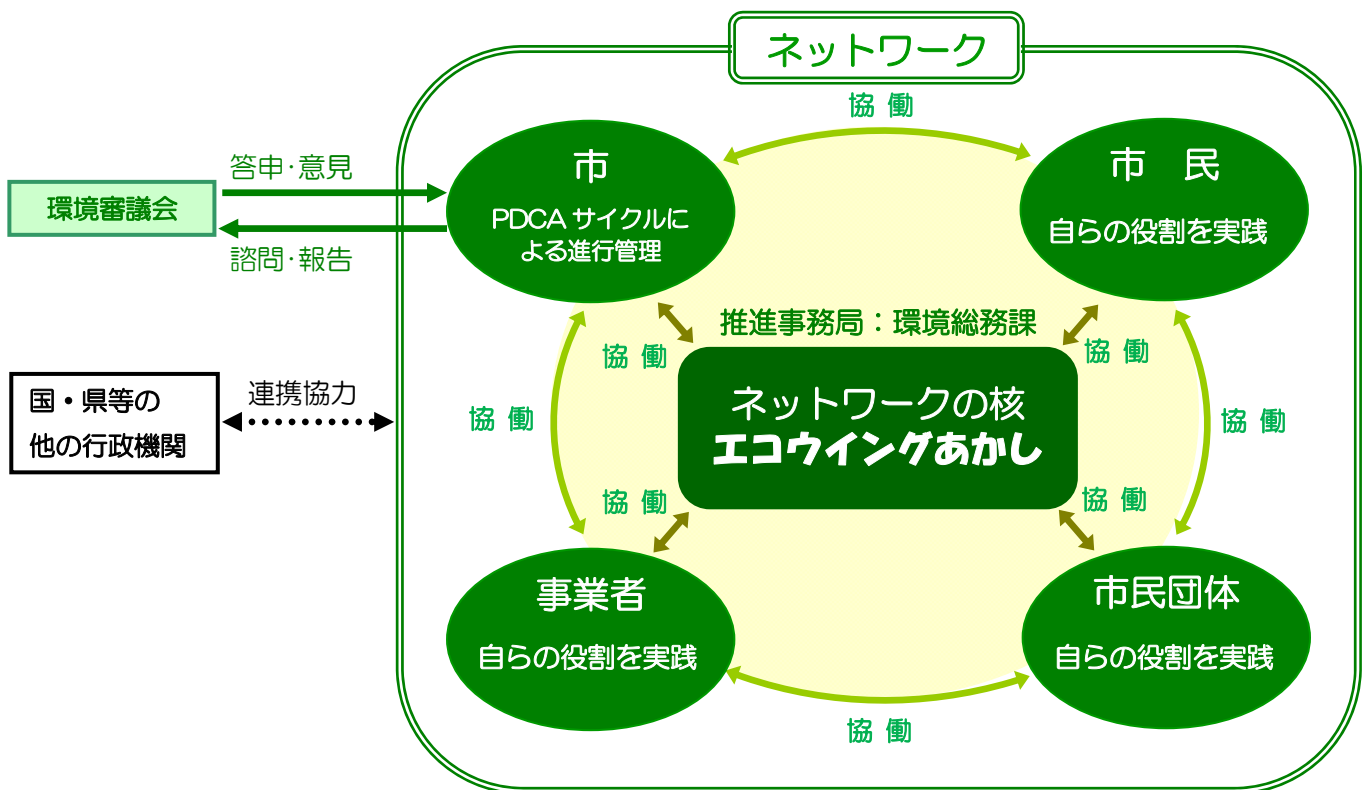 ネットワーク
協 働
市
PDCA サイクルに
よる進行管理
市 民
自らの役割を実践
答申･意見
環境審議会
諮問･報告
推進事務局：環境総務課
協 働
協 働
国・県等の
他の行政機関
連携協力
ネットワークの核
エコウイングあかし
協 働
協 働
協 働
協 働
事業者
自らの役割を実践
市民団体
自らの役割を実践
協 働